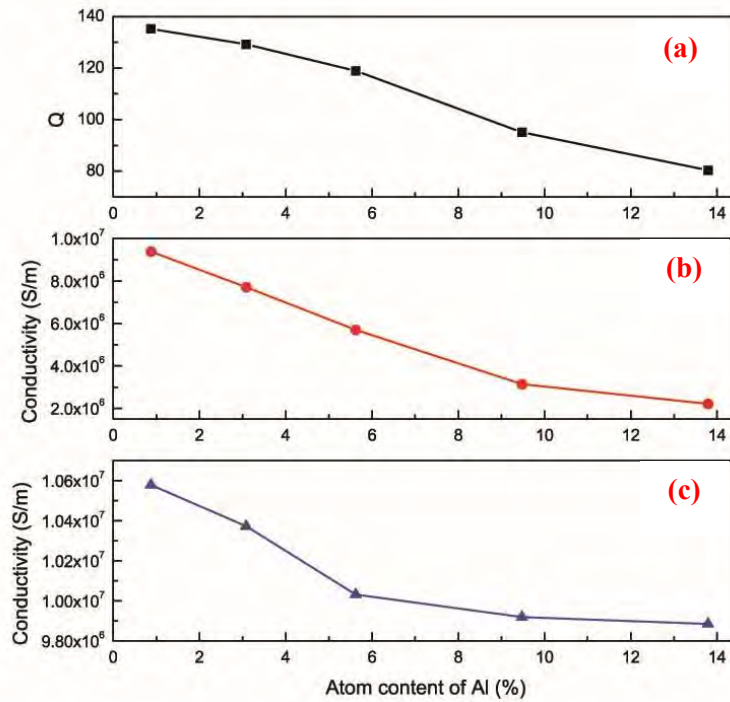 140
120
100
80
Q
(a)
0 2 4 6 8 10 12 14
1.0x10⁷
8.0x10⁶
6.0x10⁶
4.0x10⁶
2.0x10⁶
Conductivity (S/m)
(b)
0 2 4 6 8 10 12 14
1.06x10⁷
1.04x10⁷
1.02x10⁷
1.00x10⁷
9.80x10⁶
Conductivity (S/m)
(c)
0 2 4 6 8 10 12 14
Atom content of Al (%)